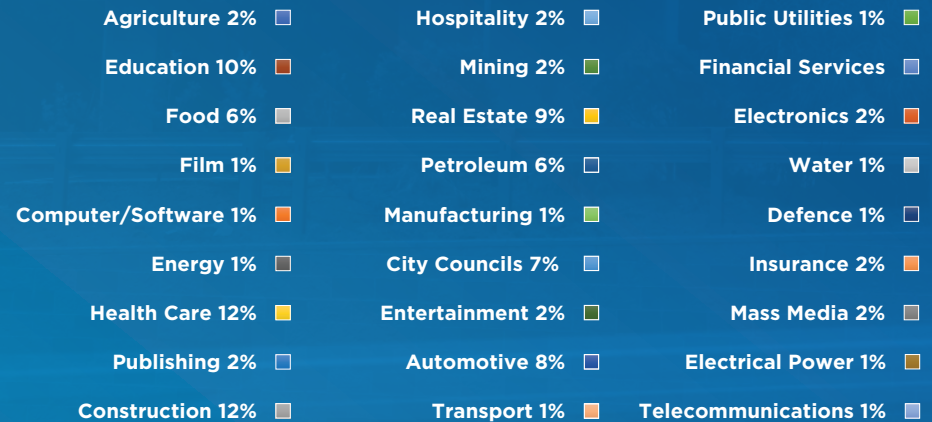 Agriculture 2%
Education 10%
Food 6%
Film 1%
Computer/Software 1%
Energy 1%
Health Care 12%
Publishing 2%
Construction 12%
Hospitality 2%
Mining 2%
Real Estate 9%
Petroleum 6%
Manufacturing 1%
City Councils 7%
Entertainment 2%
Automotive 8%
Transport 1%
Public Utilities 1%
Financial Services
Electronics 2%
Water 1%
Defence 1%
Insurance 2%
Mass Media 2%
Electrical Power 1%
Telecommunications 1%